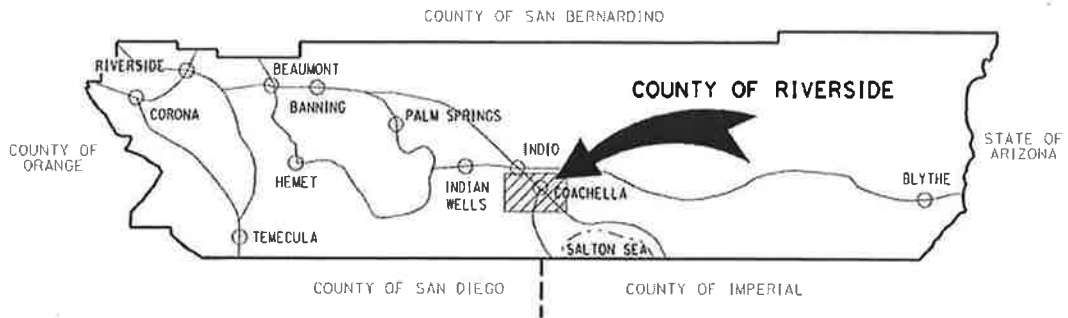 COUNTY OF SAN BERNARDINO
RIVERSIDE
BEAUMONT
COUNTY OF RIVERSIDE
CORONA
BANNING
PALM SPRINGS
COUNTY OF
ORANGE
STATE OF
ARIZONA
INDIO
HEMET
INDIAN
WELLS
COACHELLA
BLYTHE
TEMECULA
SALTON SEA
COUNTY OF SAN DIEGO
COUNTY OF IMPERIAL